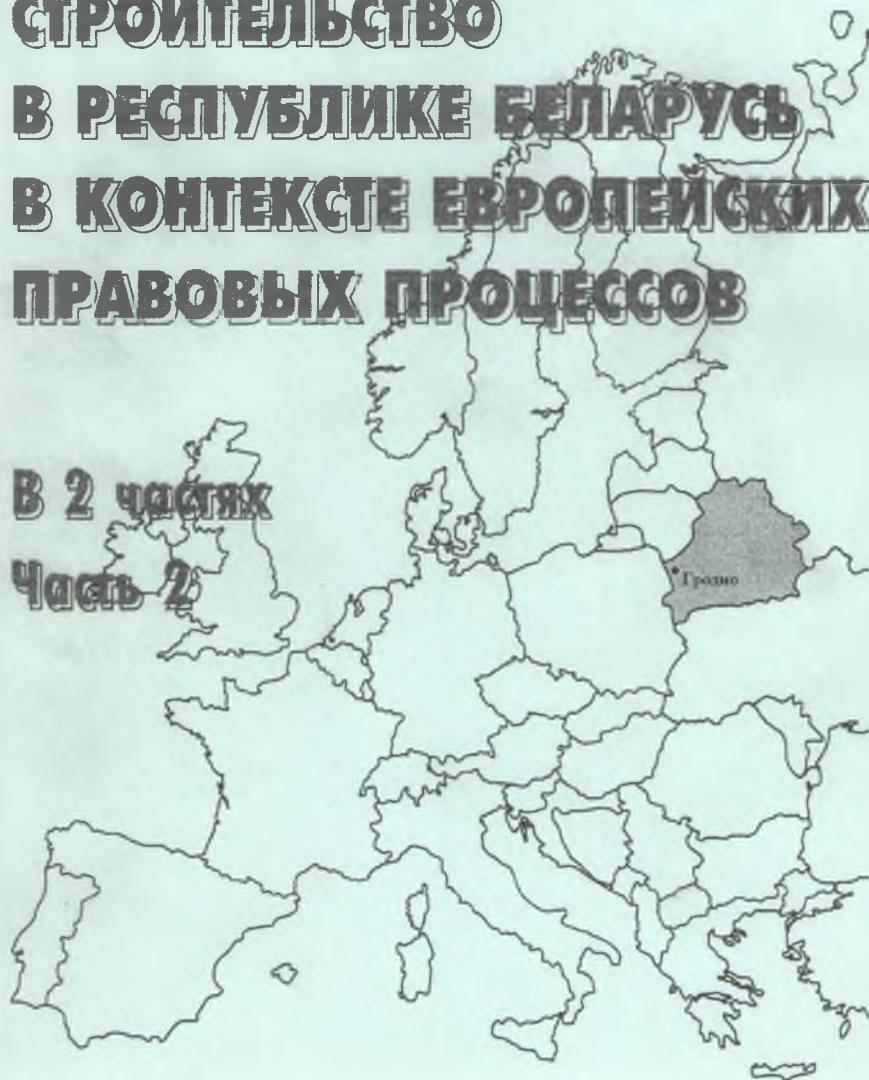 СТРОИТЕЛЬСТВО
В РЕСПУБЛИКЕ БЕЛАРУСЬ
В КОНТЕКСТЕ ЕВРОПЕЙСКИХ
ПРАВОВЫХ ПРОЦЕССОВ
В 2 частях
Часть 2
Гродно